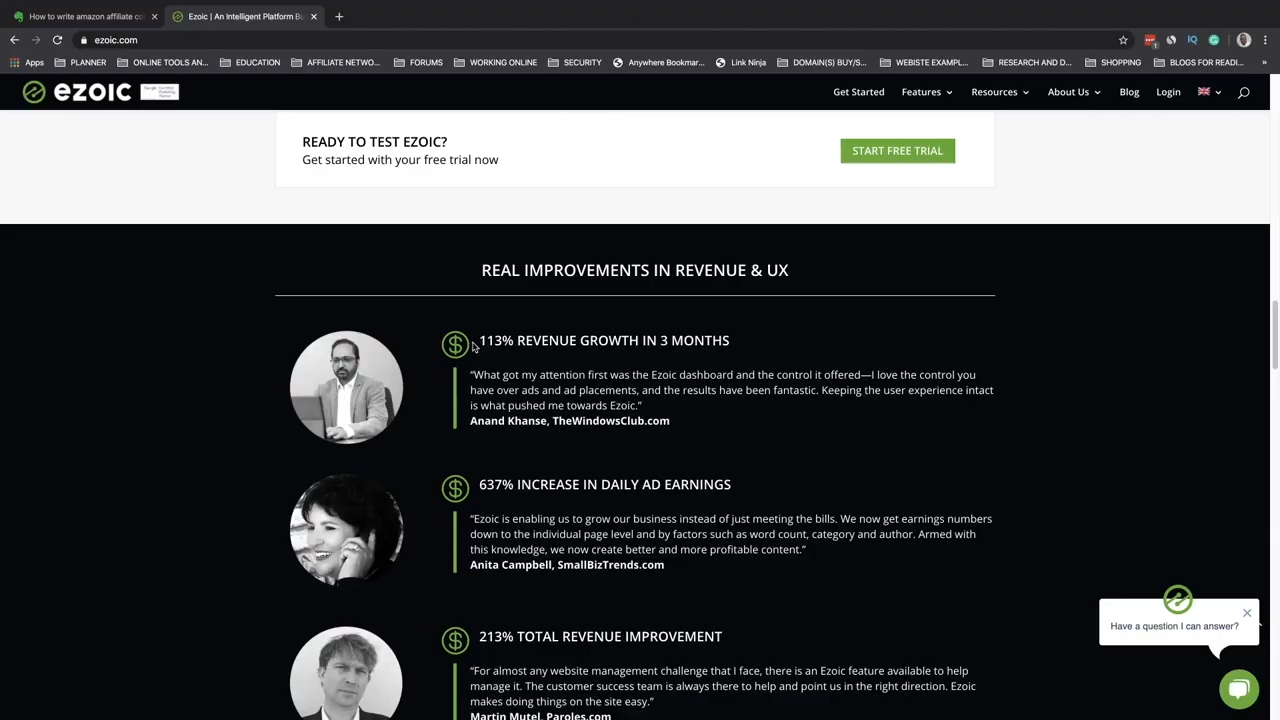 How to write amazon affiliate co
Ezoic | An Intelligent Platform Bu
ezoic.com
Apps
PLANNER
ONLINE TOOLS AN...
EDUCATION
AFFILIATE NETWO...
FORUMS
WORKING ONLINE
SECURITY
Anywhere Bookmar...
Link Ninja
DOMAIN(S) BUY/S...
WEBISTE EXAMPL...
RESEARCH AND D...
SHOPPING
BLOGS FOR READI...
ezoic
Get Started
Features
Resources
About Us
Blog
Login
READY TO TEST EZOIC?
Get started with your free trial now
START FREE TRIAL
REAL IMPROVEMENTS IN REVENUE & UX
113% REVENUE GROWTH IN 3 MONTHS
“What got my attention first was the Ezoic dashboard and the control it offered—I love the control you
have over ads and ad placements, and the results have been fantastic. Keeping the user experience intact
is what pushed me towards Ezoic.”
Anand Khanse, TheWindowsClub.com
637% INCREASE IN DAILY AD EARNINGS
“Ezoic is enabling us to grow our business instead of just meeting the bills. We now get earnings numbers
down to the individual page level and by factors such as word count, category and author. Armed with
this knowledge, we now create better and more profitable content.”
Anita Campbell, SmallBizTrends.com
213% TOTAL REVENUE IMPROVEMENT
“For almost any website management challenge that I face, there is an Ezoic feature available to help
manage it. The customer success team is always there to help and point us in the right direction. Ezoic
makes doing things on the site easy.”
Martin Mutel, Paroles.com
Have a question I can answer?